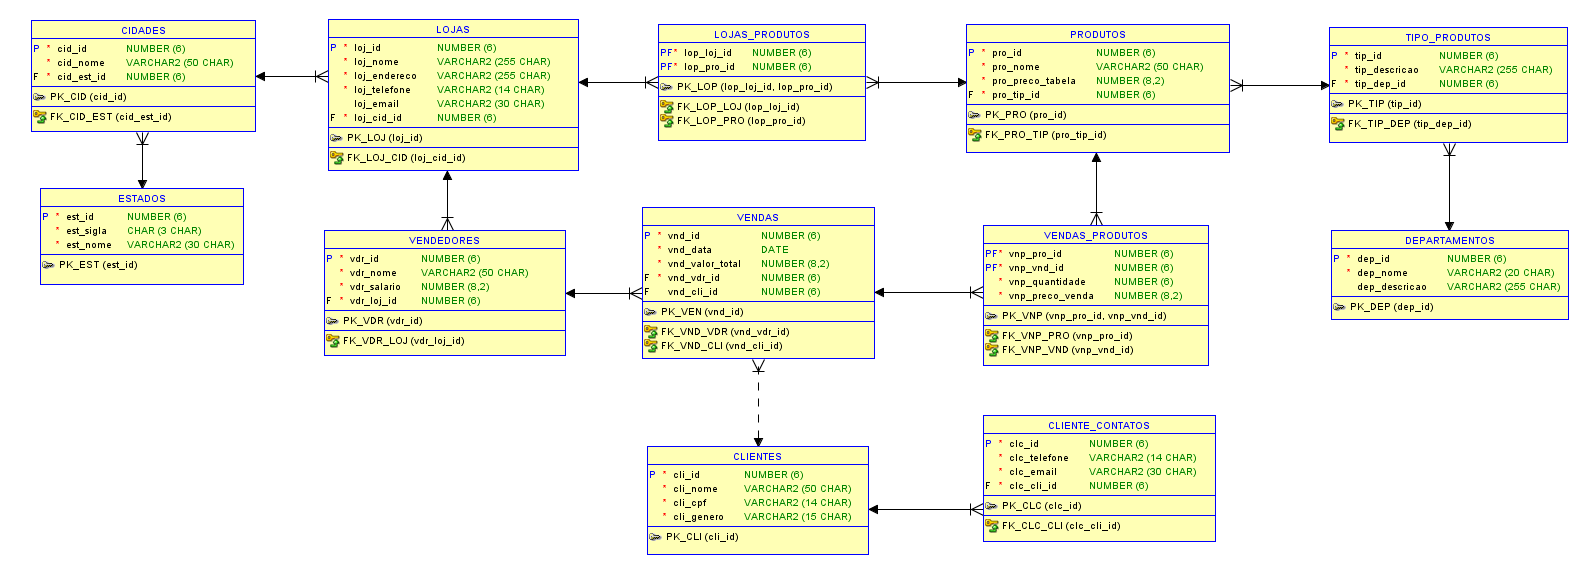 CIDADES
P * cid_id NUMBER (6)
* cid_nome VARCHAR2 (50 CHAR)
F * cid_est_id NUMBER (6)
PK_CID (cid_id)
FK_CID_EST (cid_est_id)
LOJAS
P * loj_id NUMBER (6)
* loj_nome VARCHAR2 (255 CHAR)
* loj_endereco VARCHAR2 (255 CHAR)
* loj_telefone VARCHAR2 (14 CHAR)
loj_email VARCHAR2 (30 CHAR)
F * loj_cid_id NUMBER (6)
PK_LOJ (loj_id)
FK_LOJ_CID (loj_cid_id)
LOJAS_PRODUTOS
PF* lop_loj_id NUMBER (6)
PF* lop_pro_id NUMBER (6)
PK_LOP (lop_loj_id, lop_pro_id)
FK_LOP_LOJ (lop_loj_id)
FK_LOP_PRO (lop_pro_id)
PRODUTOS
P * pro_id NUMBER (6)
* pro_nome VARCHAR2 (50 CHAR)
* pro_preco_tabela NUMBER (8,2)
F * pro_tip_id NUMBER (6)
PK_PRO (pro_id)
FK_PRO_TIP (pro_tip_id)
TIPO_PRODUTOS
P * tip_id NUMBER (6)
* tip_descricao VARCHAR2 (255 CHAR)
F * tip_dep_id NUMBER (6)
PK_TIP (tip_id)
FK_TIP_DEP (tip_dep_id)
ESTADOS
P * est_id NUMBER (6)
* est_sigla CHAR (3 CHAR)
* est_nome VARCHAR2 (30 CHAR)
PK_EST (est_id)
VENDEDORES
P * vdr_id NUMBER (6)
* vdr_nome VARCHAR2 (50 CHAR)
* vdr_salario NUMBER (8,2)
F * vdr_loj_id NUMBER (6)
PK_VDR (vdr_id)
FK_VDR_LOJ (vdr_loj_id)
VENDAS
P * vnd_id NUMBER (6)
* vnd_data DATE
* vnd_valor_total NUMBER (8,2)
F * vnd_vdr_id NUMBER (6)
F vnd_cli_id NUMBER (6)
PK_VEN (vnd_id)
FK_VND_VDR (vnd_vdr_id)
FK_VND_CLI (vnd_cli_id)
VENDAS_PRODUTOS
PF* vnp_pro_id NUMBER (6)
PF* vnp_vnd_id NUMBER (6)
* vnp_quantidade NUMBER (6)
* vnp_preco_venda NUMBER (8,2)
PK_VNP (vnp_pro_id, vnp_vnd_id)
FK_VNP_PRO (vnp_pro_id)
FK_VNP_VND (vnp_vnd_id)
DEPARTAMENTOS
P * dep_id NUMBER (6)
* dep_nome VARCHAR2 (20 CHAR)
dep_descricao VARCHAR2 (255 CHAR)
PK_DEP (dep_id)
CLIENTES
P * cli_id NUMBER (6)
* cli_nome VARCHAR2 (50 CHAR)
* cli_cpf VARCHAR2 (14 CHAR)
* cli_genero VARCHAR2 (15 CHAR)
PK_CLI (cli_id)
CLIENTE_CONTATOS
P * clc_id NUMBER (6)
* clc_telefone VARCHAR2 (14 CHAR)
* clc_email VARCHAR2 (30 CHAR)
F * clc_cli_id NUMBER (6)
PK_CLC (clc_id)
FK_CLC_CLI (clc_cli_id)